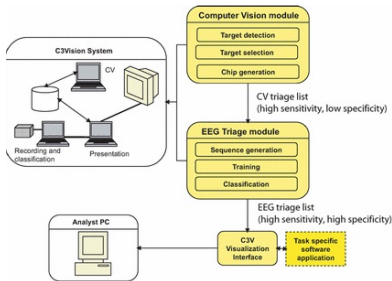 Computer Vision module
Target detection
Target selection
Chip generation
C3Vision System
CV
Recording and
classification
Presentation
CV triage list
(high sensitivity, low specificity)
EEG Triage module
Sequence generation
Training
Classification
EEG triage list
(high sensitivity, high specificity)
Analyst PC
C3V
Visualization
Interface
Task specific
software
application